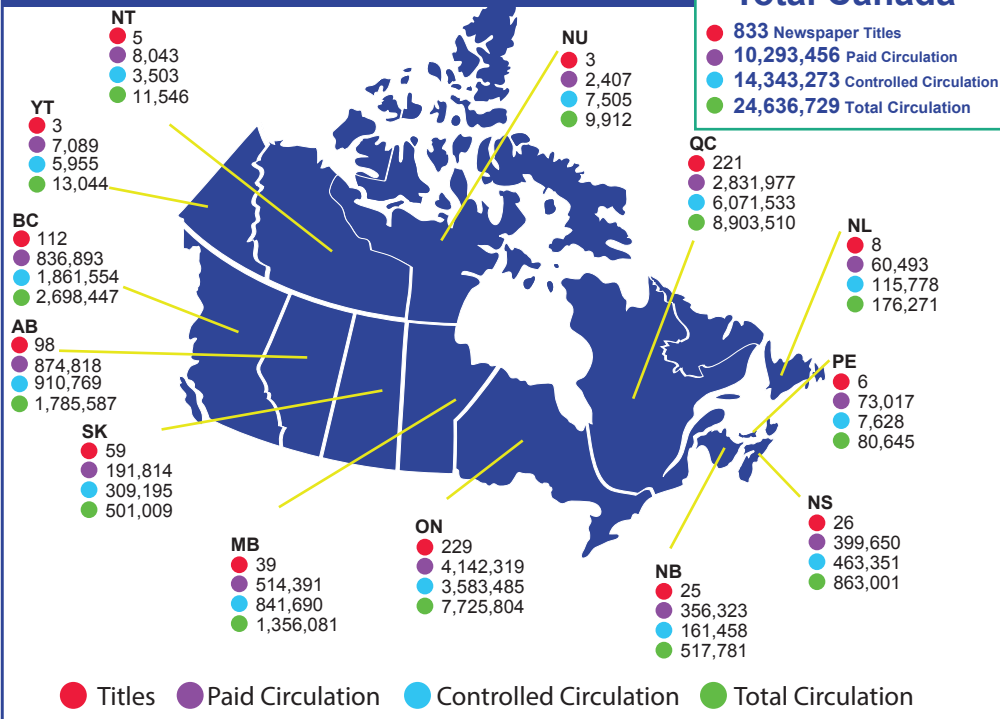 Total Canada
833 Newspaper Titles
10,293,456 Paid Circulation
14,343,273 Controlled Circulation
24,636,729 Total Circulation
NT
5
8,043
3,503
11,546
NU
3
2,407
7,505
9,912
YT
3
7,089
5,955
13,044
QC
221
2,831,977
6,071,533
8,903,510
BC
112
836,893
1,861,554
2,698,447
NL
8
60,493
115,778
176,271
AB
98
874,818
910,769
1,785,587
PE
6
73,017
7,628
80,645
SK
59
191,814
309,195
501,009
MB
39
514,391
841,690
1,356,081
ON
229
4,142,319
3,583,485
7,725,804
NS
26
399,650
463,351
863,001
NB
25
356,323
161,458
517,781
Titles Paid Circulation Controlled Circulation Total Circulation